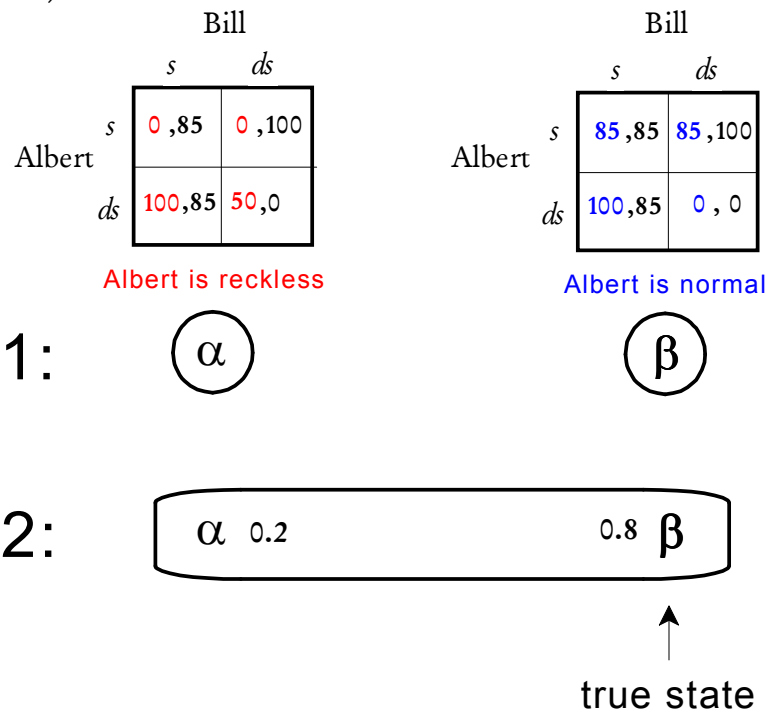 Bill Bill
s ds s ds
Albert s 0 ,85 0 ,100 Albert s 85 ,85 85 ,100
ds 100,85 50,0 ds 100,85 0 , 0
Albert is reckless Albert is normal
1: α β
2: α 0.2 0.8 β
true state